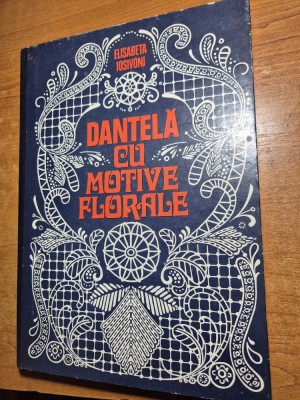 ELISABETA
IOSIVONI
DANTELĂ
CU
MOTIVE
FLORALE